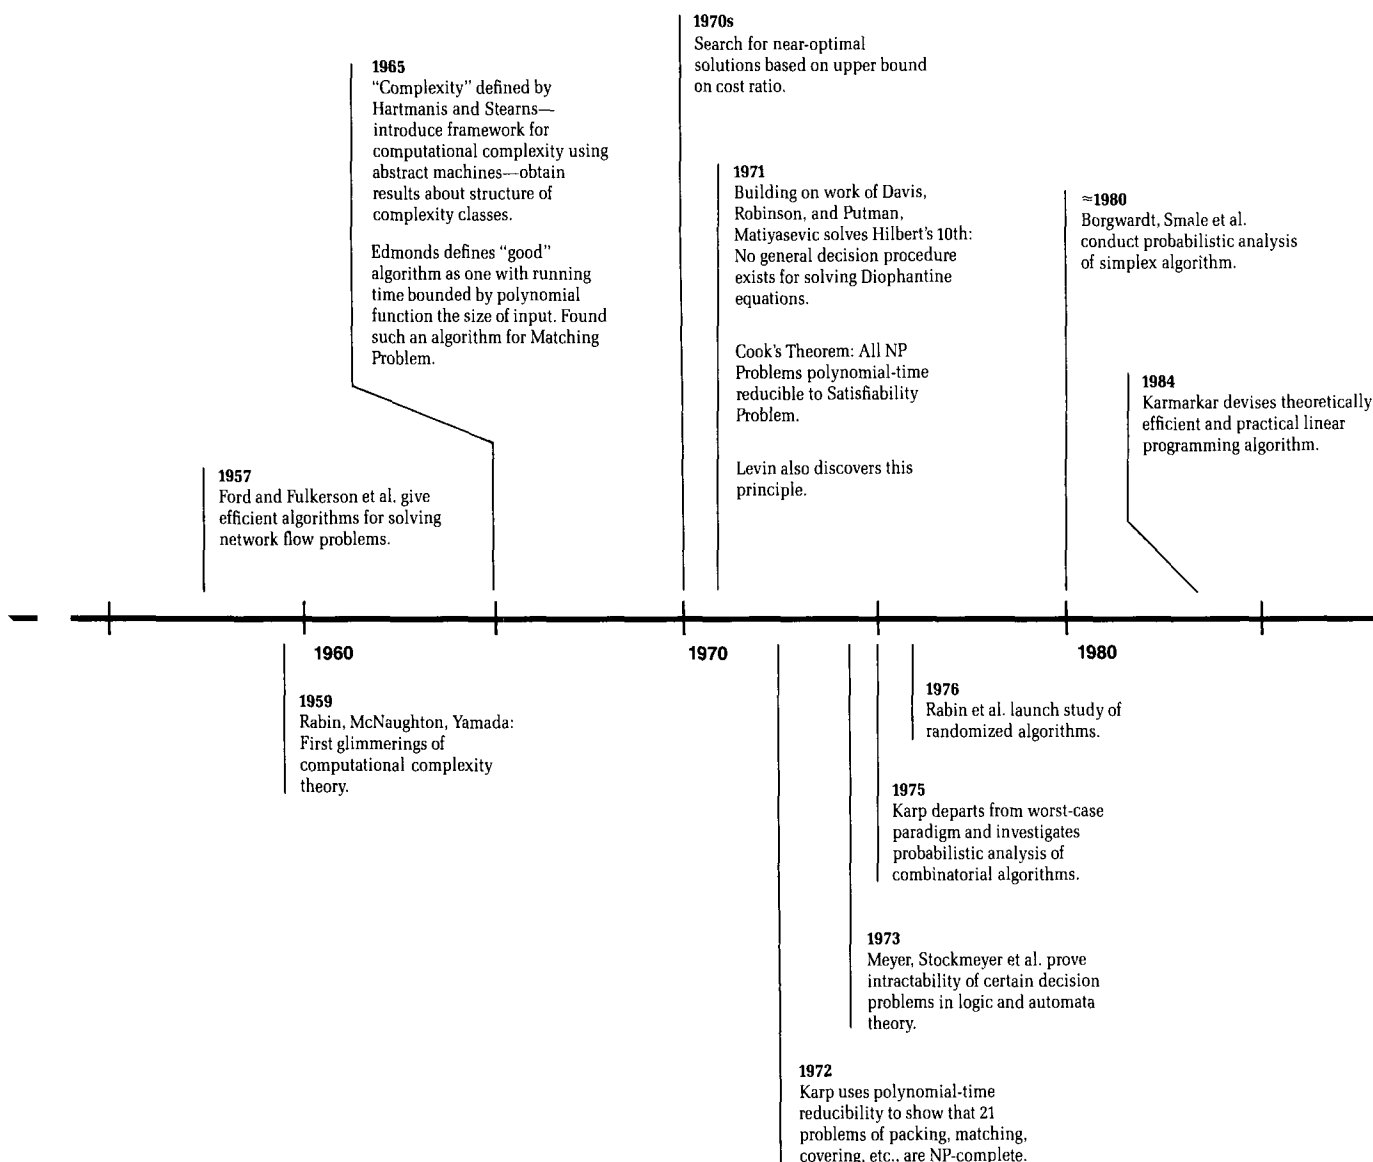 1970s
Search for near-optimal
solutions based on upper bound
on cost ratio.
1965
“Complexity” defined by
Hartmanis and Stearns—
introduce framework for
computational complexity using
abstract machines—obtain
results about structure of
complexity classes.
Edmonds defines “good”
algorithm as one with running
time bounded by polynomial
function the size of input. Found
such an algorithm for Matching
Problem.
1971
Building on work of Davis,
Robinson, and Putman,
Matiyasevic solves Hilbert's 10th:
No general decision procedure
exists for solving Diophantine
equations.
Cook's Theorem: All NP
Problems polynomial-time
reducible to Satisfiability
Problem.
Levin also discovers this
principle.
≈1980
Borgwardt, Smale et al.
conduct probabilistic analysis
of simplex algorithm.
1984
Karmarkar devises theoretically
efficient and practical linear
programming algorithm.
1957
Ford and Fulkerson et al. give
efficient algorithms for solving
network flow problems.
1960
1970
1980
1959
Rabin, McNaughton, Yamada:
First glimmerings of
computational complexity
theory.
1976
Rabin et al. launch study of
randomized algorithms.
1975
Karp departs from worst-case
paradigm and investigates
probabilistic analysis of
combinatorial algorithms.
1973
Meyer, Stockmeyer et al. prove
intractability of certain decision
problems in logic and automata
theory.
1972
Karp uses polynomial-time
reducibility to show that 21
problems of packing, matching,
covering, etc., are NP-complete.